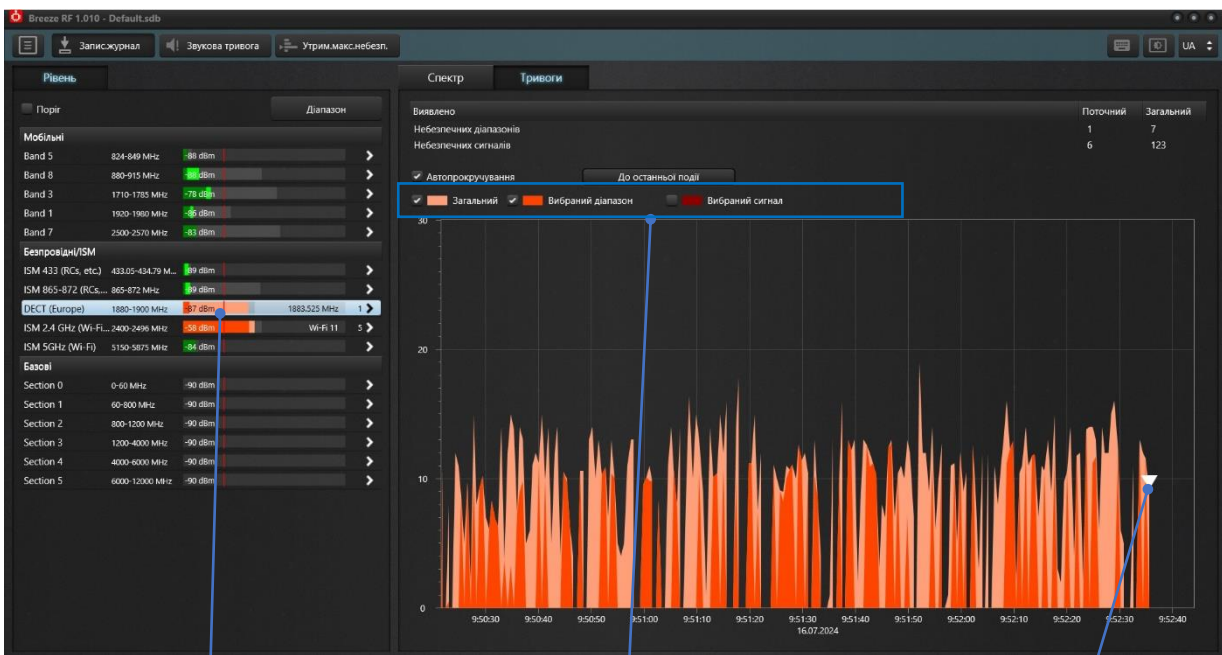 Breeze RF 1.010 - Default.sdb
Запис.журнал Звукова тривога Утрим.макс.небезп. UA
Рівень
Поріг Діапазон
Мобільні
Band 5 824-849 MHz -88 dBm
Band 8 880-915 MHz -88 dBm
Band 3 1710-1785 MHz -78 dBm
Band 1 1920-1980 MHz -86 dBm
Band 7 2500-2570 MHz -83 dBm
Безпровідні/ISM
ISM 433 (RCs, etc.) 433.05-434.79 M...  -89 dBm
ISM 865-872 (RCs,... 865-872 MHz -89 dBm
DECT (Europe) 1880-1900 MHz -87 dBm 1883.525 MHz 1
ISM 2.4 GHz (Wi-Fi... 2400-2496 MHz -58 dBm Wi-Fi 11 5
ISM 5GHz (Wi-Fi) 5150-5875 MHz -84 dBm
Базові
Section 0 0-60 MHz -90 dBm
Section 1 60-800 MHz -90 dBm
Section 2 800-1200 MHz -90 dBm
Section 3 1200-4000 MHz -90 dBm
Section 4 4000-6000 MHz -90 dBm
Section 5 6000-12000 MHz -90 dBm
Спектр Тривоги
Виявлено Поточний Загальний
Небезпечних діапазонів 1 7
Небезпечних сигналів 6 123
Автопрокручування До останньої події
Загальний Вибраний діапазон Вибраний сигнал
30
20
10
0
9:50:30 9:50:40 9:50:50 9:51:00 9:51:10 9:51:20 9:51:30 9:51:40 9:51:50 9:52:00 9:52:10 9:52:20 9:52:30 9:52:40
16.07.2024